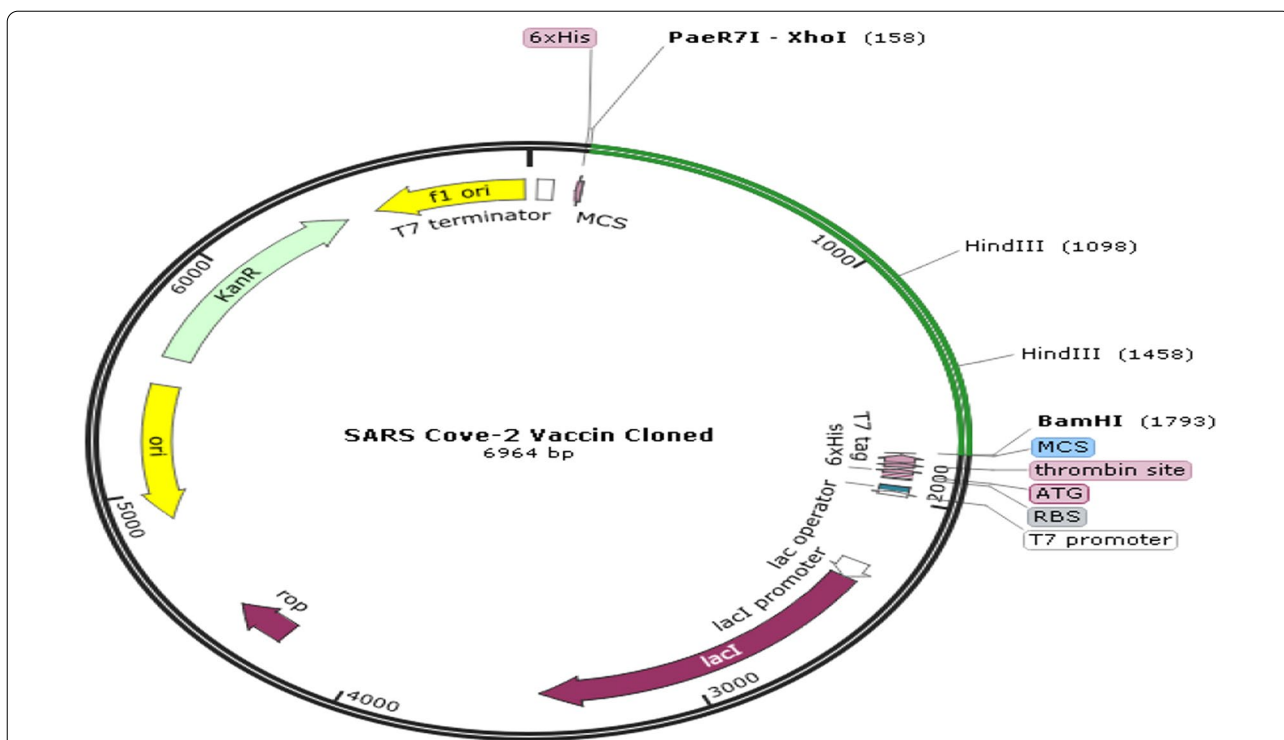 6xHis
PaeR7I - XhoI (158)
f1 ori
T7 terminator
MCS
KanR
6000
1000
HindIII (1098)
HindIII (1458)
ori
SARS Cove-2 Vaccin Cloned
6964 bp
BamHI (1793)
MCS
thrombin site
ATG
RBS
T7 promoter
T7 tag
6xHis
2000
lac operator
lacI promoter
lacI
5000
rop
4000
3000